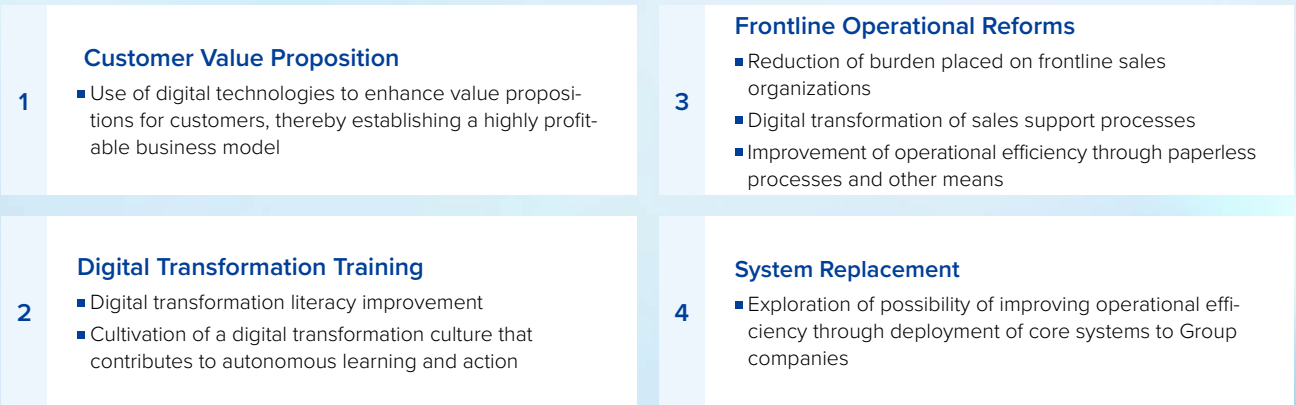 1
Customer Value Proposition
■ Use of digital technologies to enhance value proposi-
tions for customers, thereby establishing a highly profit-
able business model
2
Digital Transformation Training
■ Digital transformation literacy improvement
■ Cultivation of a digital transformation culture that
contributes to autonomous learning and action
3
Frontline Operational Reforms
■ Reduction of burden placed on frontline sales
organizations
■ Digital transformation of sales support processes
■ Improvement of operational efficiency through paperless
processes and other means
4
System Replacement
■ Exploration of possibility of improving operational effi-
ciency through deployment of core systems to Group
companies